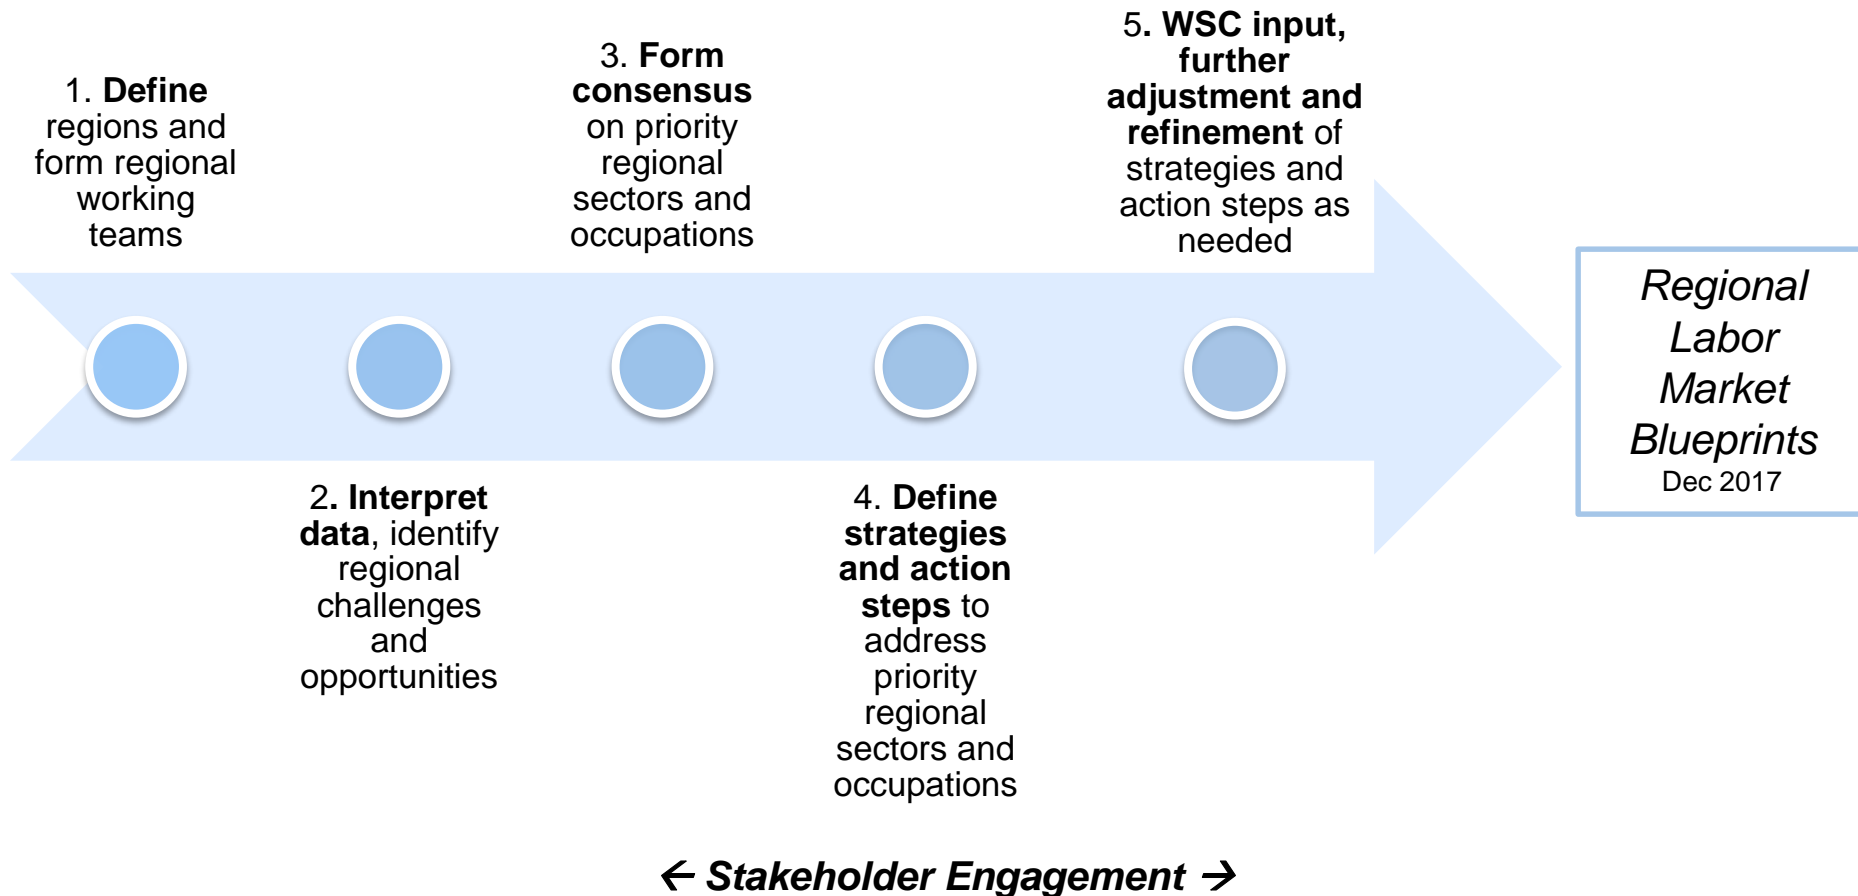 1. Define
regions and
form regional
working
teams
2. Interpret
data, identify
regional
challenges
and
opportunities
3. Form
consensus
on priority
regional
sectors and
occupations
4. Define
strategies
and action
steps to
address
priority
regional
sectors and
occupations
5. WSC input,
further
adjustment and
refinement of
strategies and
action steps as
needed
Regional
Labor
Market
Blueprints
Dec 2017
← Stakeholder Engagement →